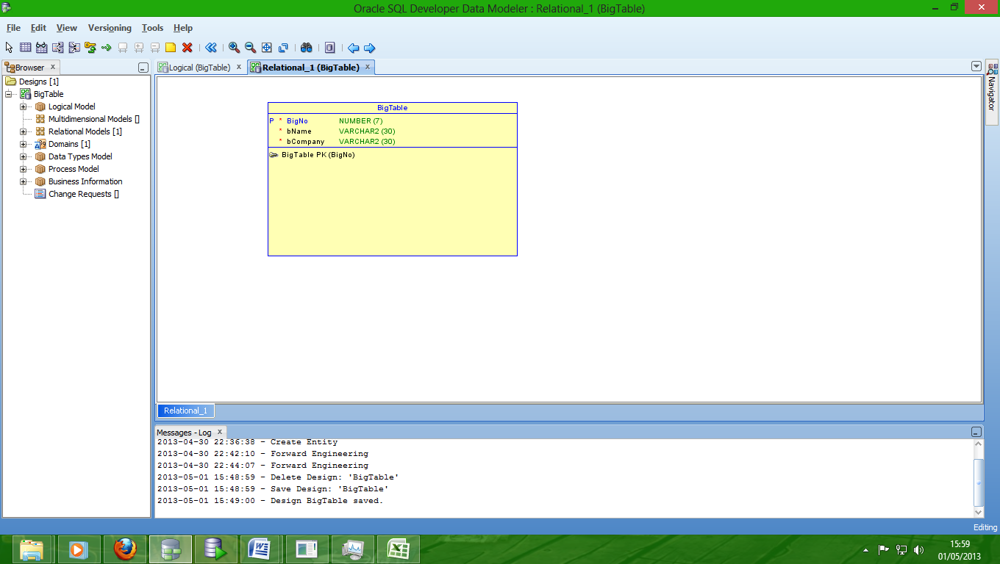 Oracle SQL Developer Data Modeler : Relational_1 (BigTable)
File Edit View Versioning Tools Help
Browser x
Logical (BigTable) x
Relational_1 (BigTable) x
Navigator
Designs [1]
BigTable
Logical Model
Multidimensional Models []
Relational Models [1]
Domains [1]
Data Types Model
Process Model
Business Information
Change Requests []
BigTable
P * BigNo NUMBER (7)
* bName VARCHAR2 (30)
* bCompany VARCHAR2 (30)
BigTable PK (BigNo)
Relational_1
Messages - Log x
2013-04-30 22:36:38 - Create Entity
2013-04-30 22:42:10 - Forward Engineering
2013-04-30 22:44:07 - Forward Engineering
2013-05-01 15:48:59 - Delete Design: 'BigTable'
2013-05-01 15:48:59 - Save Design: 'BigTable'
2013-05-01 15:49:00 - Design BigTable saved.
Editing
15:59
01/05/2013